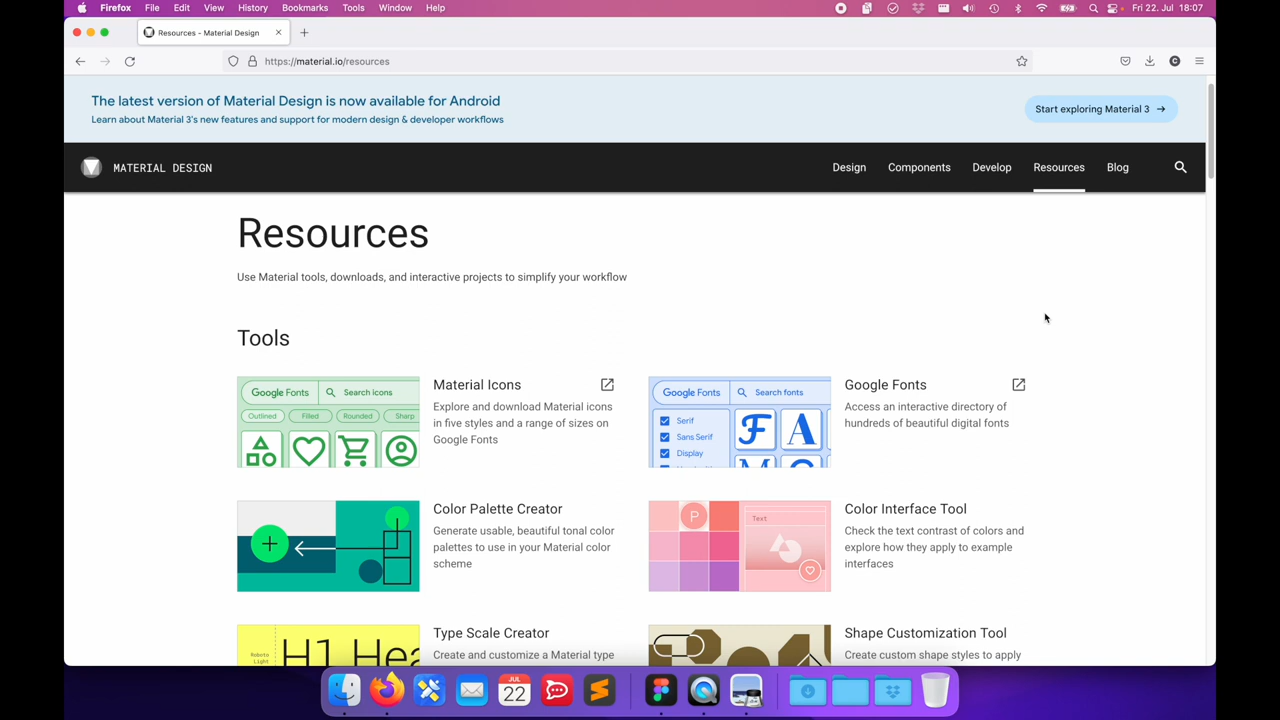 Firefox File Edit View History Bookmarks Tools Window Help Fri 22. Jul 18:07
Resources - Material Design
https://material.io/resources
The latest version of Material Design is now available for Android
Learn about Material 3's new features and support for modern design & developer workflows
Start exploring Material 3
MATERIAL DESIGN
Design Components Develop Resources Blog
Resources
Use Material tools, downloads, and interactive projects to simplify your workflow
Tools
Google Fonts Search icons
Outlined Filled Rounded Sharp
Material Icons
Explore and download Material icons
in five styles and a range of sizes on
Google Fonts
Google Fonts Search fonts
Serif
Sans Serif
Display
F A
Google Fonts
Access an interactive directory of
hundreds of beautiful digital fonts
Color Palette Creator
Generate usable, beautiful tonal color
palettes to use in your Material color
scheme
P
Text
Color Interface Tool
Check the text contrast of colors and
explore how they apply to example
interfaces
Roboto
Light
H1 Hea
Type Scale Creator
Create and customize a Material type
Shape Customization Tool
Create custom shape styles to apply
JUL
22